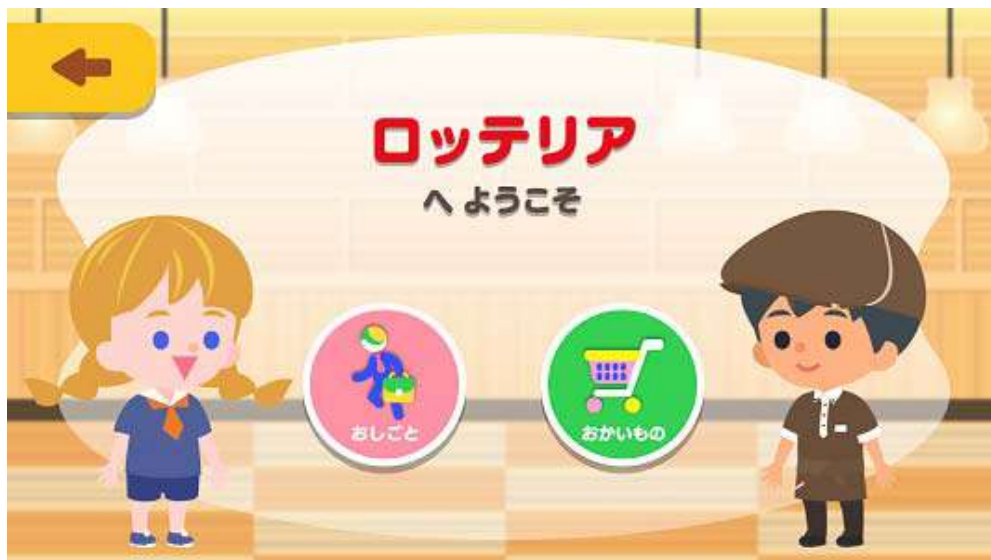 ロッテリア
へ ようこそ
おしごと
おかいもの